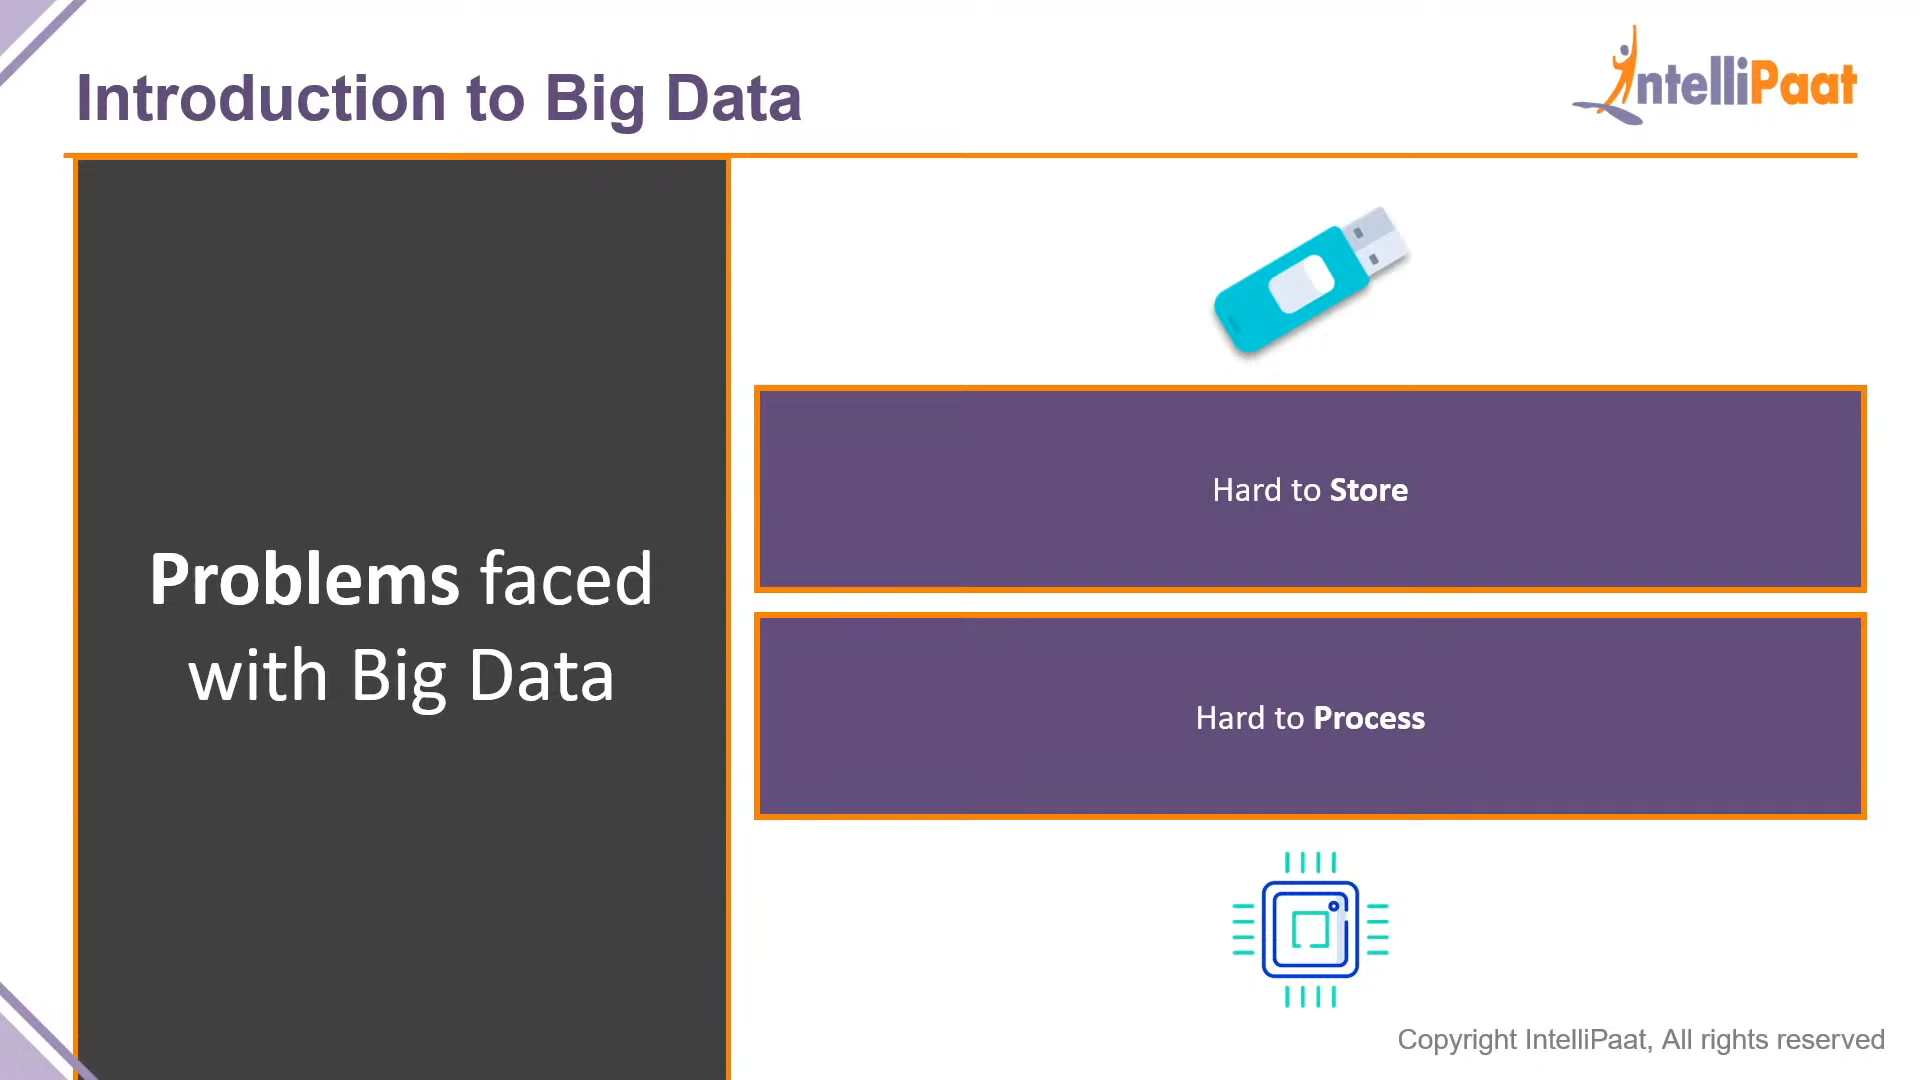 Introduction to Big Data
IntelliPaat
Problems faced
with Big Data
Hard to Store
Hard to Process
Copyright IntelliPaat, All rights reserved